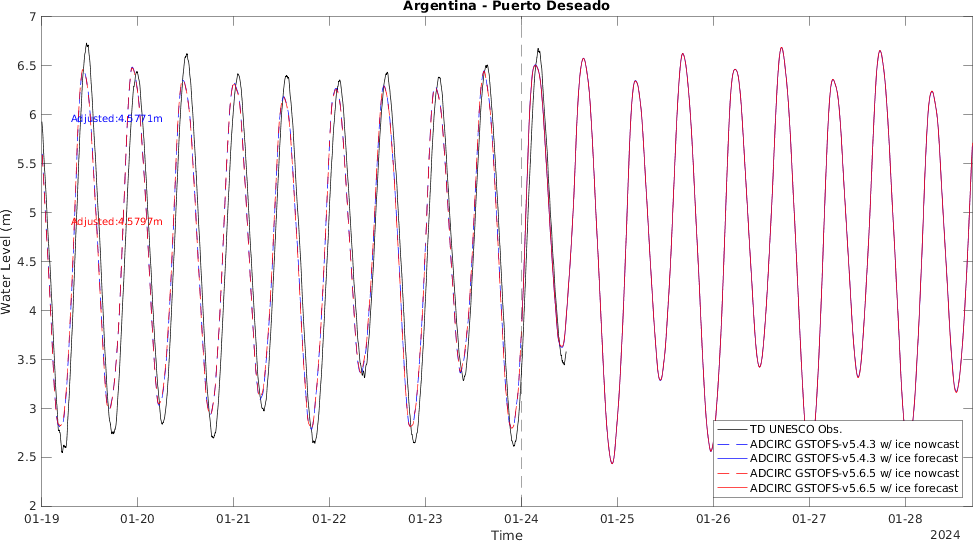 Argentina - Puerto Deseado
Water Level (m)
7
6.5
6
5.5
5
4.5
4
3.5
3
2.5
2
Adjusted:4.5771m
Adjusted:4.5797m
TD UNESCO Obs.
ADCIRC GSTOFS-v5.4.3 w/ ice nowcast
ADCIRC GSTOFS-v5.4.3 w/ ice forecast
ADCIRC GSTOFS-v5.6.5 w/ ice nowcast
ADCIRC GSTOFS-v5.6.5 w/ ice forecast
01-19 01-20 01-21 01-22 01-23 01-24 01-25 01-26 01-27 01-28
Time
2024